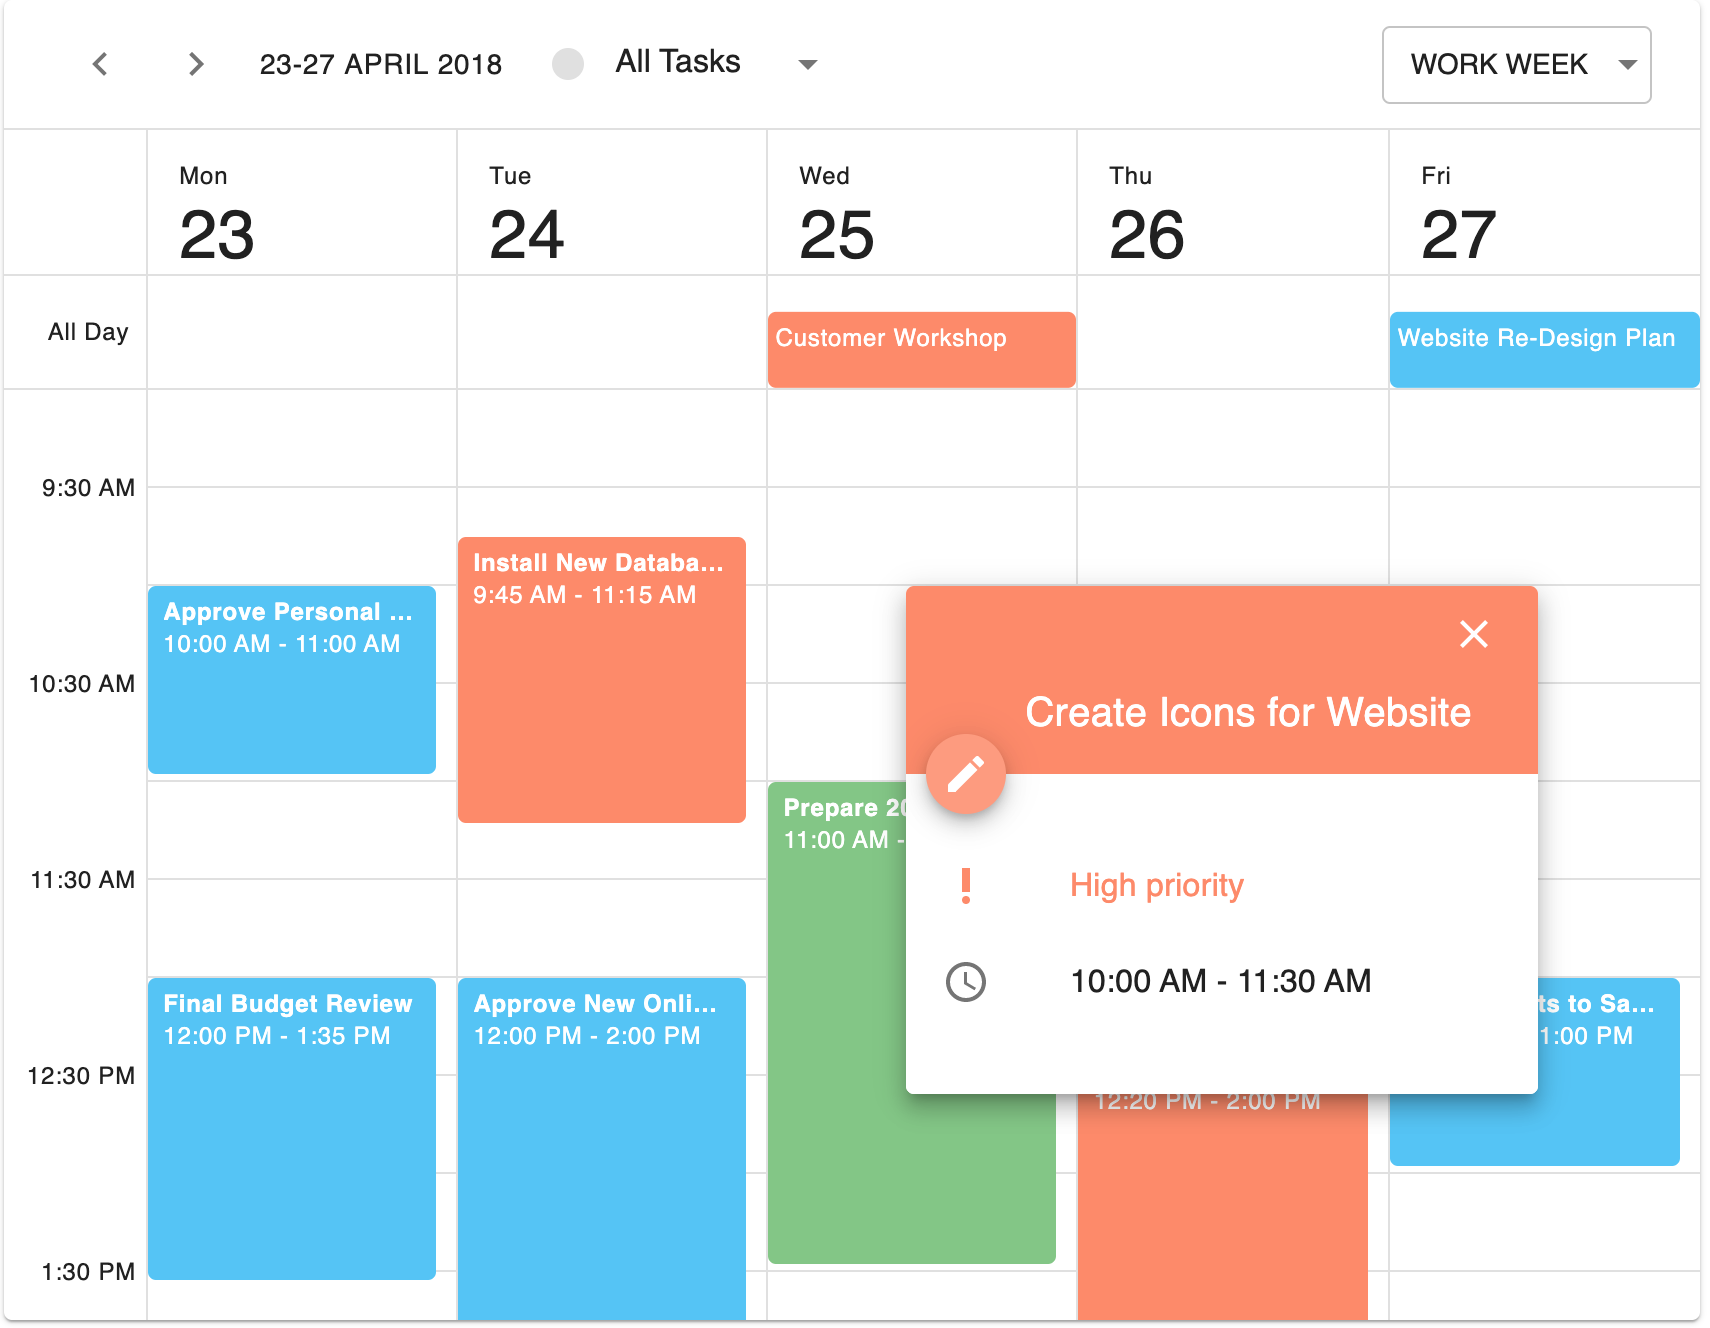 23-27 APRIL 2018
All Tasks
WORK WEEK
Mon
23
Tue
24
Wed
25
Thu
26
Fri
27
All Day
Customer Workshop
Website Re-Design Plan
9:30 AM
10:30 AM
11:30 AM
12:30 PM
1:30 PM
Approve Personal ...
10:00 AM - 11:00 AM
Final Budget Review
12:00 PM - 1:35 PM
Install New Databa...
9:45 AM - 11:15 AM
Approve New Onli...
12:00 PM - 2:00 PM
Prepare 20
11:00 AM -
Create Icons for Website
High priority
10:00 AM - 11:30 AM
12:20 PM - 2:00 PM
ts to Sa...
1:00 PM